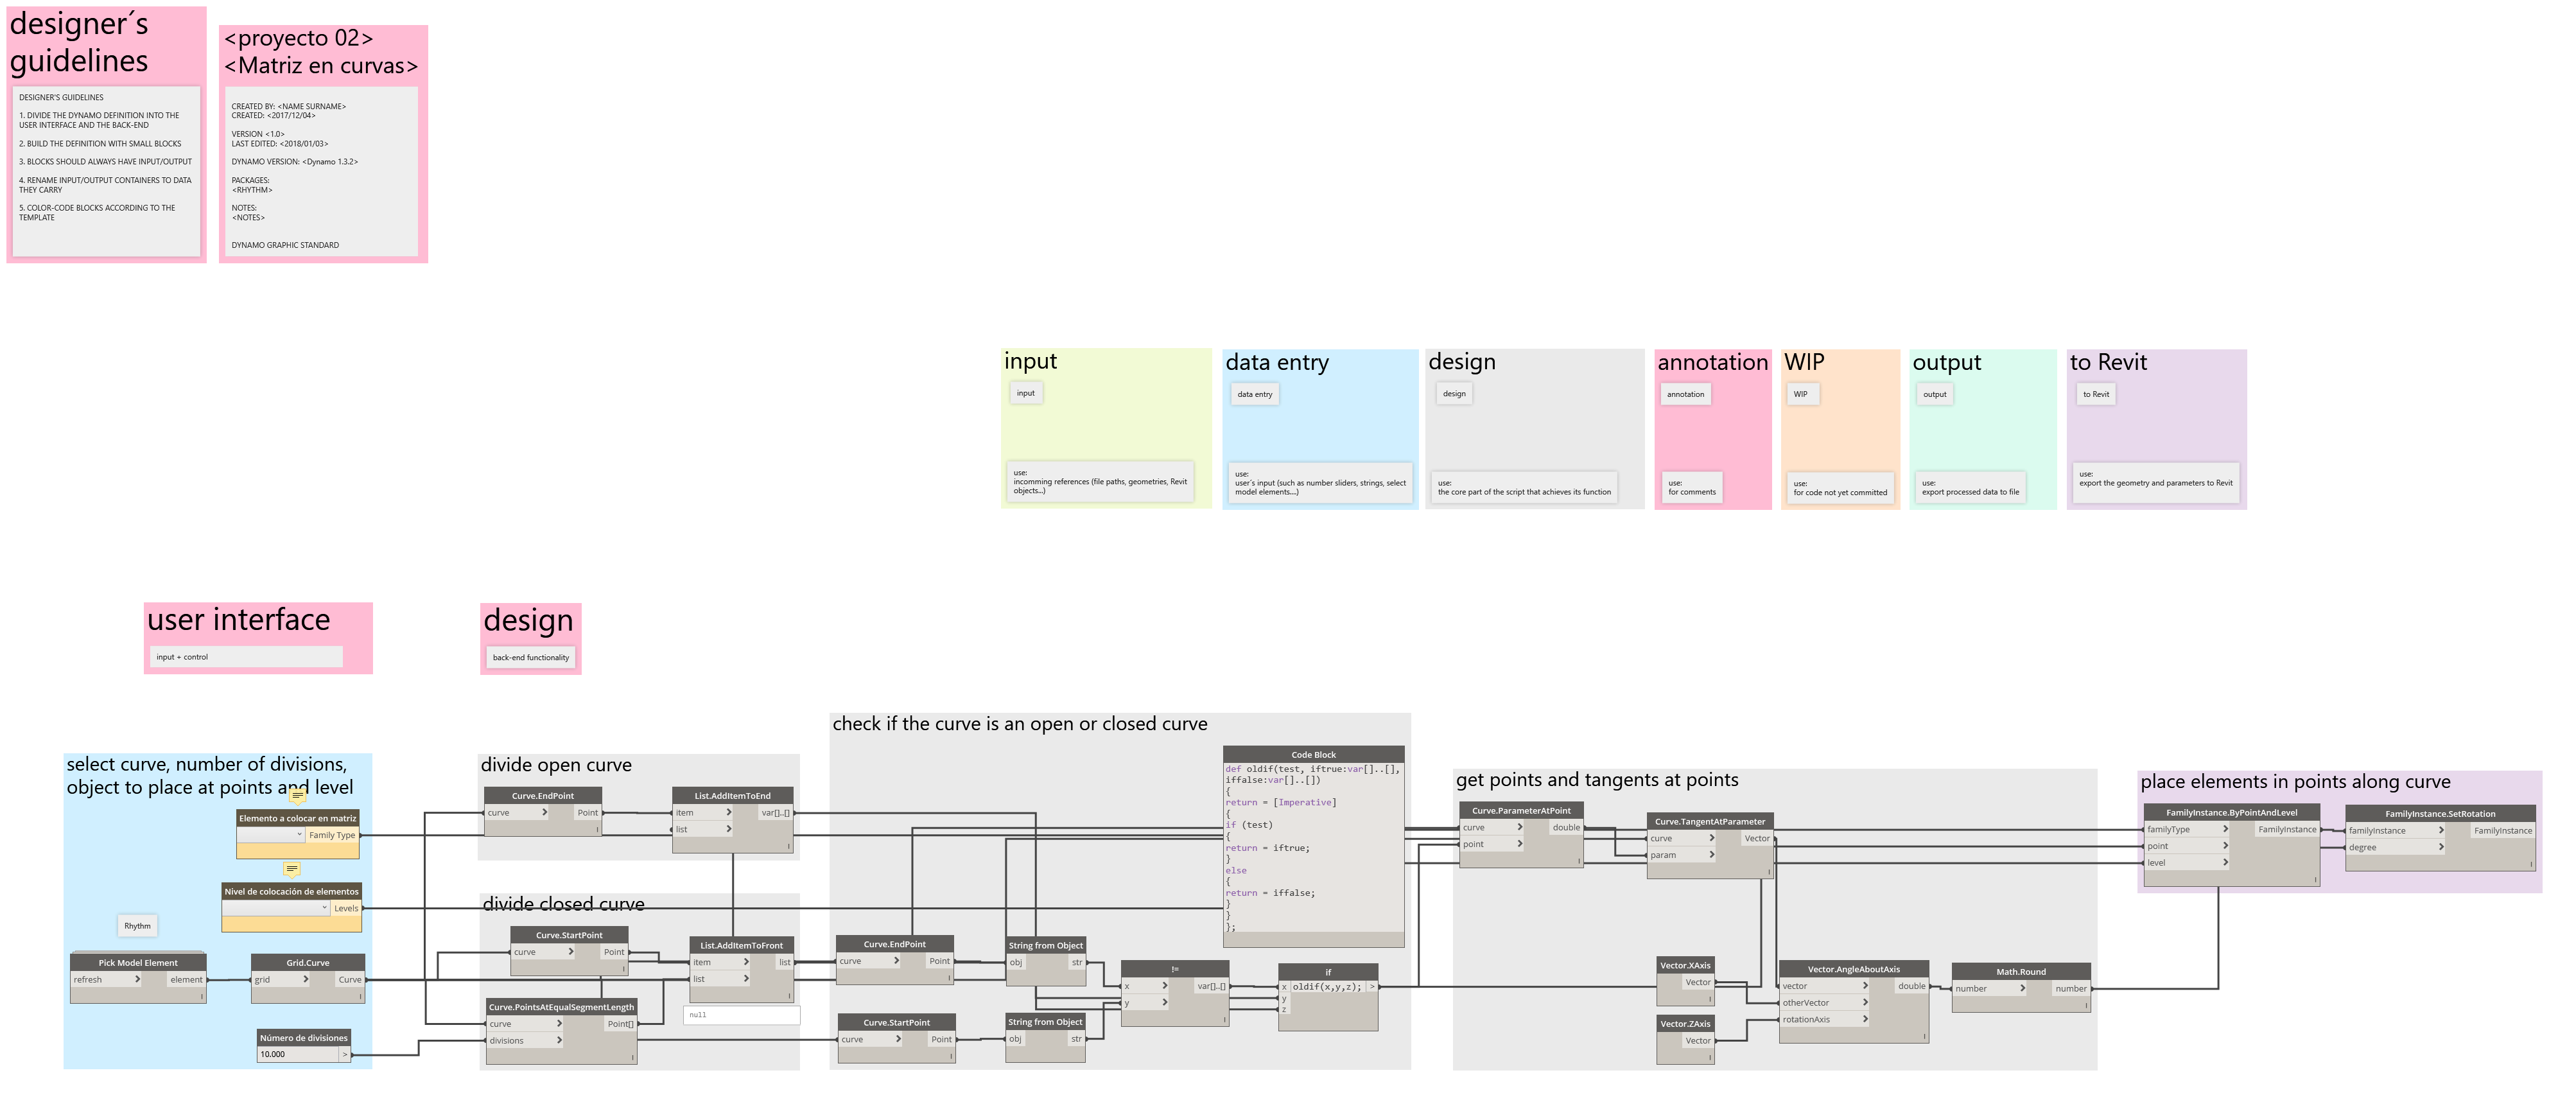 designer´s
guidelines
DESIGNER'S GUIDELINES
1. DIVIDE THE DYNAMO DEFINITION INTO THE
USER INTERFACE AND THE BACK-END
2. BUILD THE DEFINITION WITH SMALL BLOCKS
3. BLOCKS SHOULD ALWAYS HAVE INPUT/OUTPUT
4. RENAME INPUT/OUTPUT CONTAINERS TO DATA
THEY CARRY
5. COLOR-CODE BLOCKS ACCORDING TO THE
TEMPLATE
<proyecto 02>
<Matriz en curvas>
CREATED BY: <NAME SURNAME>
CREATED: <2017/12/04>
VERSION <1.0>
LAST EDITED: <2018/01/03>
DYNAMO VERSION: <Dynamo 1.3.2>
PACKAGES:
<RHYTHM>
NOTES:
<NOTES>
DYNAMO GRAPHIC STANDARD
input
input
use:
incomming references (file paths, geometries, Revit
objects...)
data entry
data entry
use:
user´s input (such as number sliders, strings, select
model elements....)
design
design
use:
the core part of the script that achieves its function
annotation
annotation
use:
for comments
WIP
WIP
use:
for code not yet committed
output
output
use:
export processed data to file
to Revit
to Revit
use:
export the geometry and parameters to Revit
user interface
input + control
design
back-end functionality
select curve, number of divisions,
object to place at points and level
Elemento a colocar en matriz
Family Type
Nivel de colocación de elementos
Levels
Rhythm
Pick Model Element
refresh > element
Grid.Curve
grid > Curve
Número de divisiones
10.000 >
divide open curve
Curve.EndPoint
curve > Point
List.AddItemToEnd
item > var[]..[]
list >
divide closed curve
Curve.StartPoint
curve > Point
List.AddItemToFront
item > list
list >
null
Curve.PointsAtEqualSegmentLength
curve > Point[]
divisions >
check if the curve is an open or closed curve
Code Block
def oldif(test, iftrue:var[]..[],
iffalse:var[]..[])
{
return = [Imperative]
{
if (test)
{
return = iftrue;
}
else
{
return = iffalse;
}
}
};
Curve.EndPoint
curve > Point
String from Object
obj str
!=
x > var[]..[]
y >
if
x oldif(x,y,z); >
y
z
Curve.StartPoint
curve > Point
String from Object
obj > str
get points and tangents at points
Curve.ParameterAtPoint
curve > double
point >
Curve.TangentAtParameter
curve > Vector
param >
Vector.XAxis
Vector
Vector.ZAxis
Vector
Vector.AngleAboutAxis
vector > double
otherVector >
rotationAxis >
Math.Round
number > number
place elements in points along curve
FamilyInstance.ByPointAndLevel
familyType > FamilyInstance
point >
level >
FamilyInstance.SetRotation
familyInstance > FamilyInstance
degree >